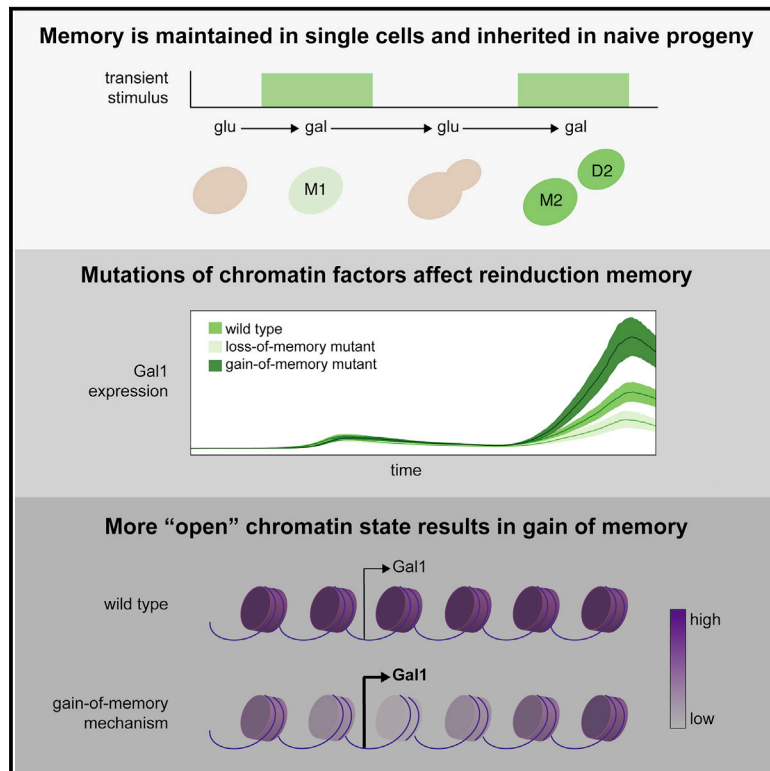 Memory is maintained in single cells and inherited in naive progeny
transient
stimulus
glu gal glu gal
M1
M2
D2
Mutations of chromatin factors affect reinduction memory
Gal1
expression
wild type
loss-of-memory mutant
gain-of-memory mutant
time
More “open” chromatin state results in gain of memory
wild type
Gal1
gain-of-memory
mechanism
Gal1
high
low